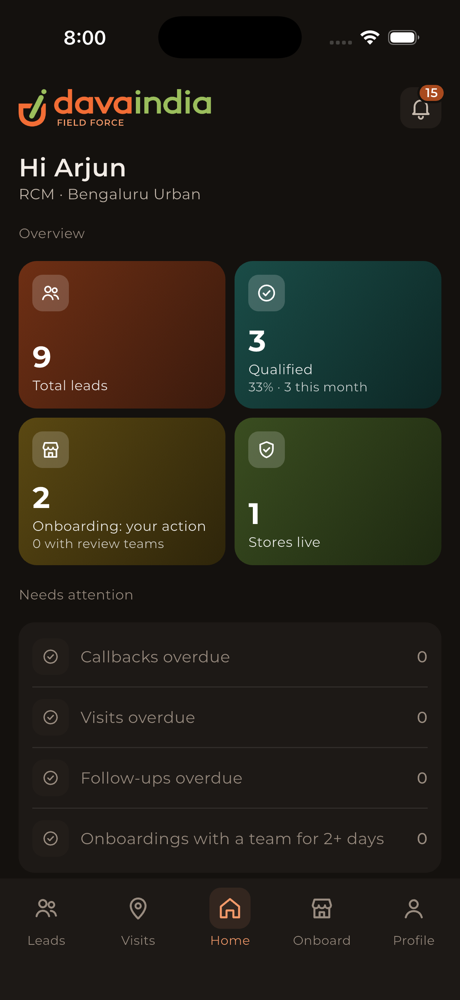 8:00
davaindia
FIELD FORCE
15
Hi Arjun
RCM · Bengaluru Urban
Overview
9
Total leads
3
Qualified
33% · 3 this month
2
Onboarding: your action
0 with review teams
1
Stores live
Needs attention
Callbacks overdue 0
Visits overdue 0
Follow-ups overdue 0
Onboardings with a team for 2+ days 0
Leads Visits Home Onboard Profile